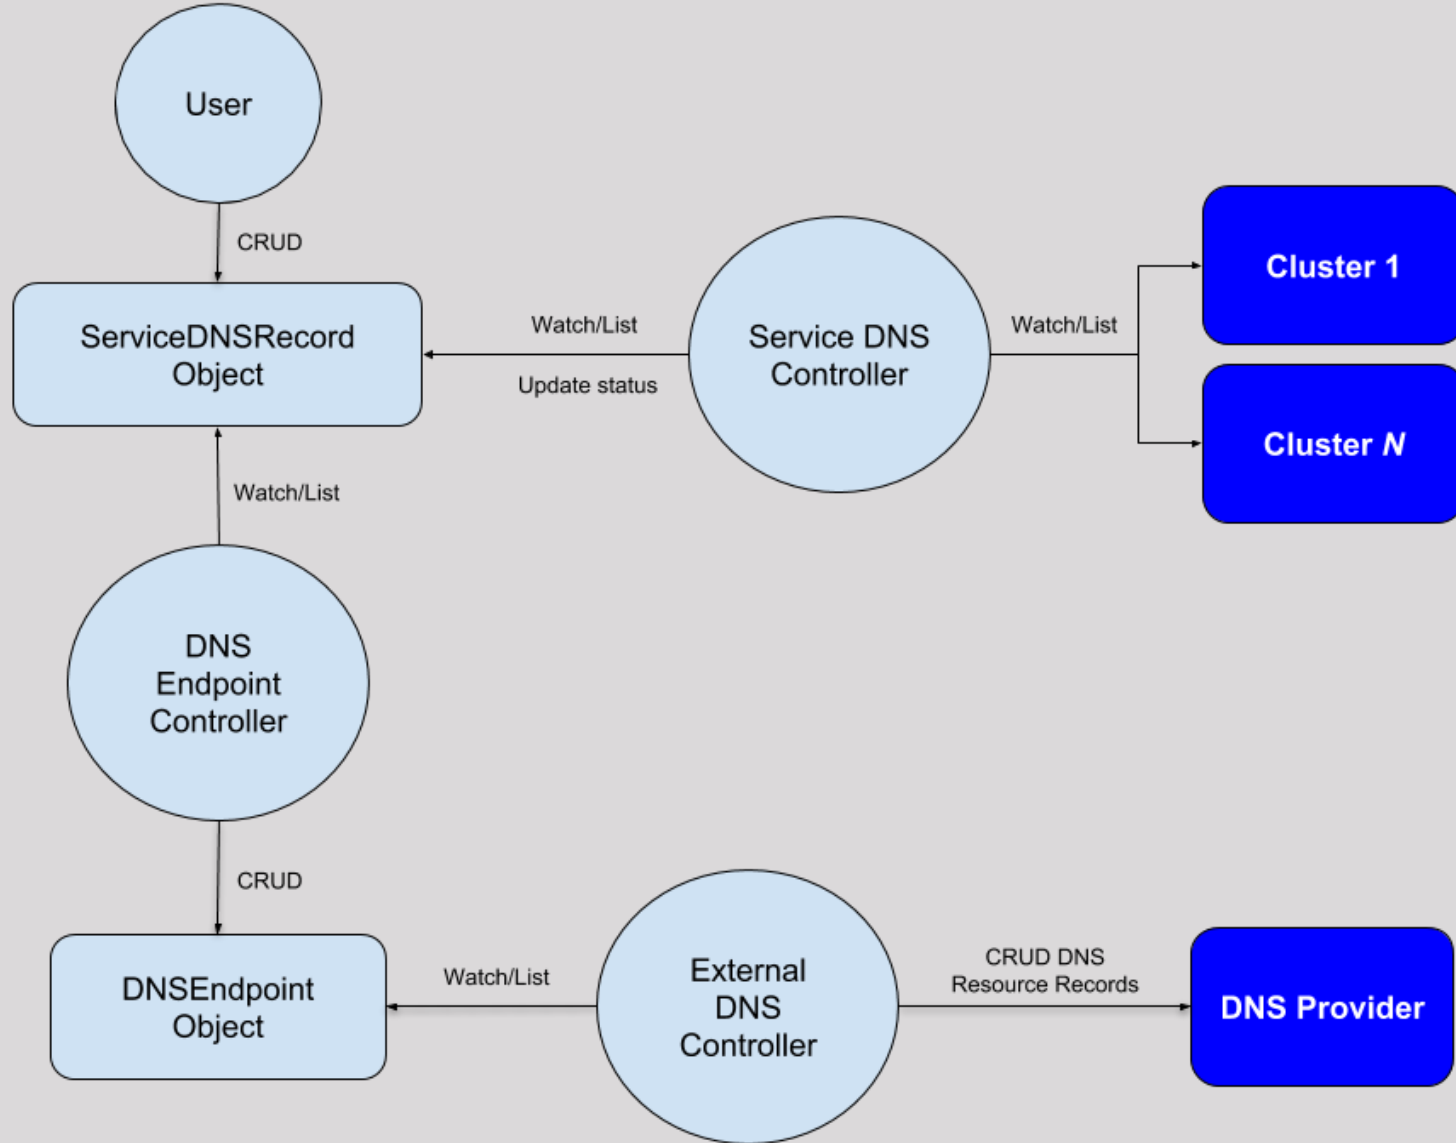 User
CRUD
ServiceDNSRecord
Object
Watch/List
Update status
Service DNS
Controller
Watch/List
Cluster 1
Cluster N
Watch/List
DNS
Endpoint
Controller
CRUD
DNSEndpoint
Object
Watch/List
External
DNS
Controller
CRUD DNS
Resource Records
DNS Provider